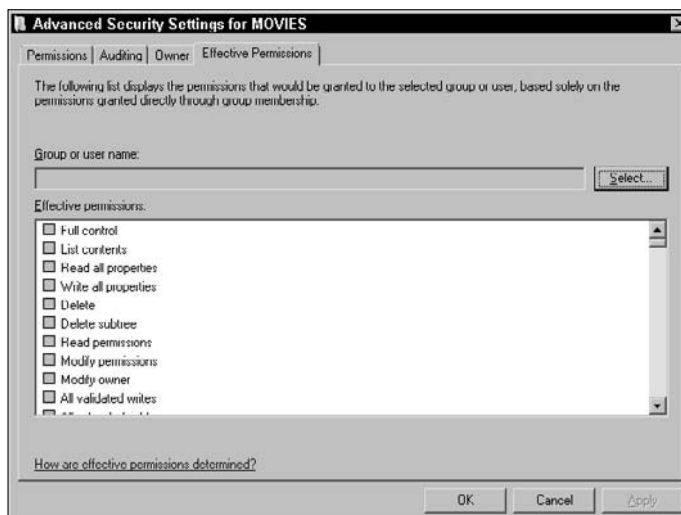 Advanced Security Settings for MOVIES
Permissions Auditing Owner Effective Permissions
The following list displays the permissions that would be granted to the selected group or user, based solely on the
permissions granted directly through group membership.
Group or user name:
Select...
Effective permissions:
Full control
List contents
Read all properties
Write all properties
Delete
Delete subtree
Read permissions
Modify permissions
Modify owner
All validated writes
How are effective permissions determined?
OK Cancel Apply